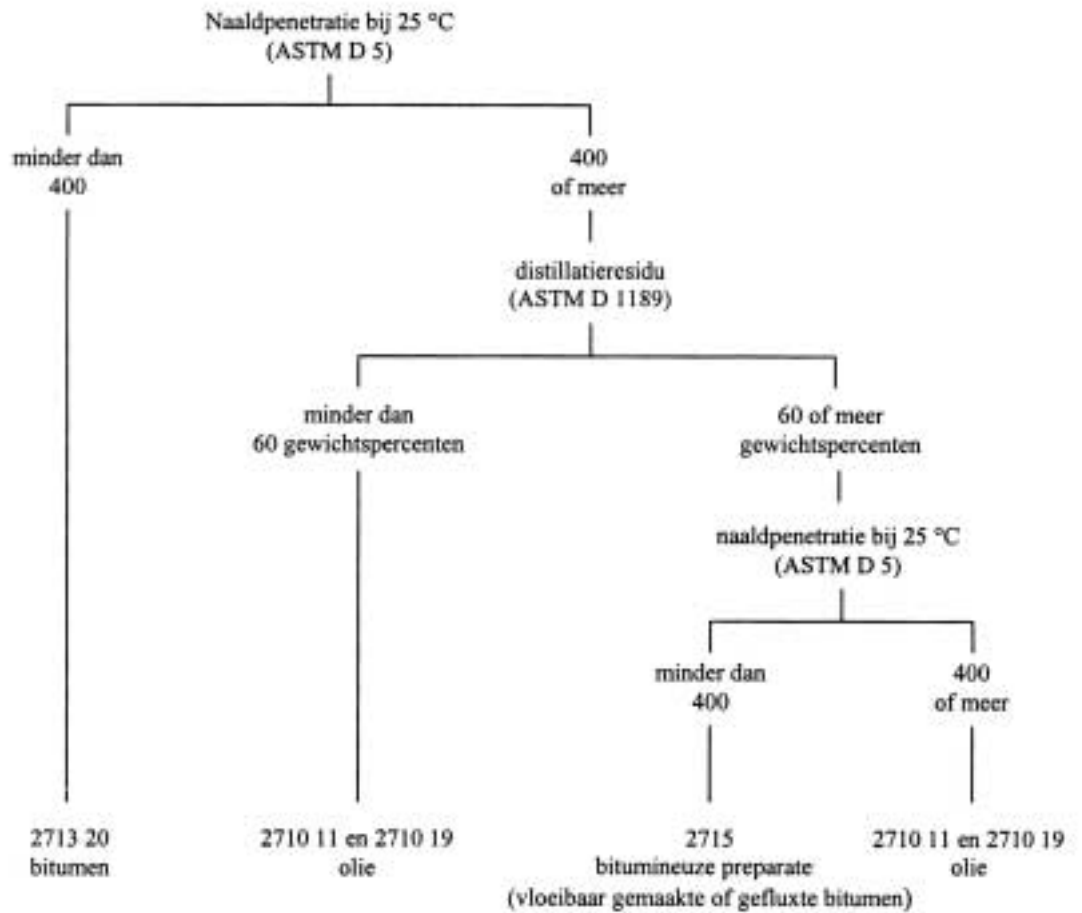 Naaldpenetratie bij 25 °C
(ASTM D 5)
minder dan
400
400
of meer
distillatieresidu
(ASTM D 1189)
minder dan
60 gewichtspercenten
60 of meer
gewichtspercenten
naaldpenetratie bij 25 °C
(ASTM D 5)
minder dan
400
400
of meer
2713 20
bitumen
2710 11 en 2710 19
olie
2715
bitumineuze preparate
(vloeibaar gemaakte of gefluxte bitumen)
2710 11 en 2710 19
olie